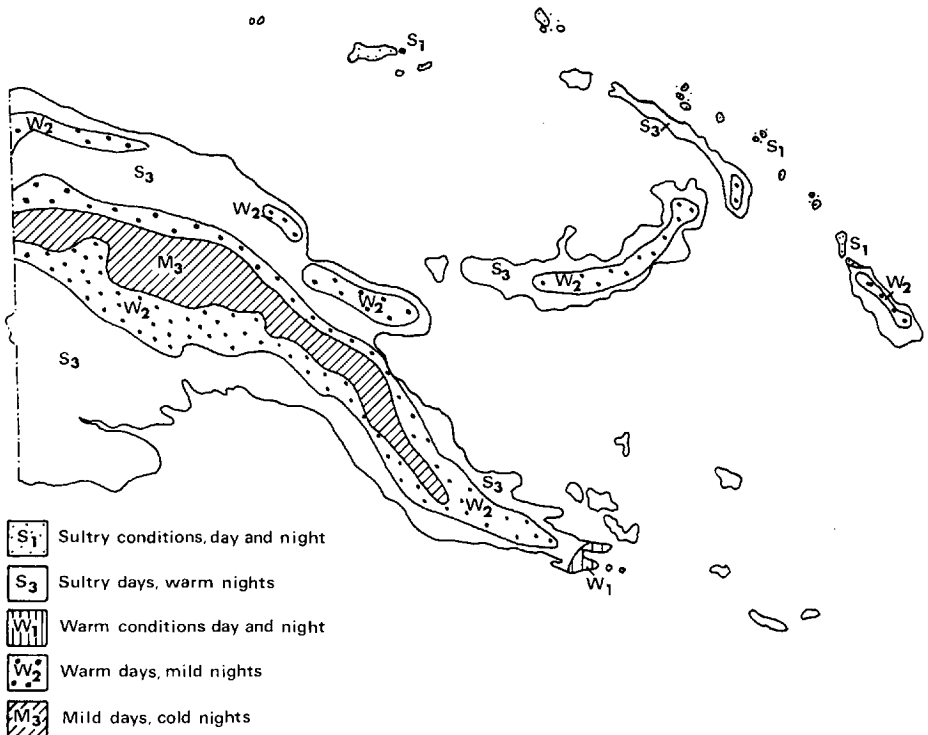 S1
W2
S3
S3
S1
W2
S1
M3
S3
W2
W2
W2
W2
S3
S3
W2
W1
S1 Sultry conditions, day and night
S3 Sultry days, warm nights
W1 Warm conditions day and night
W2 Warm days, mild nights
M3 Mild days, cold nights